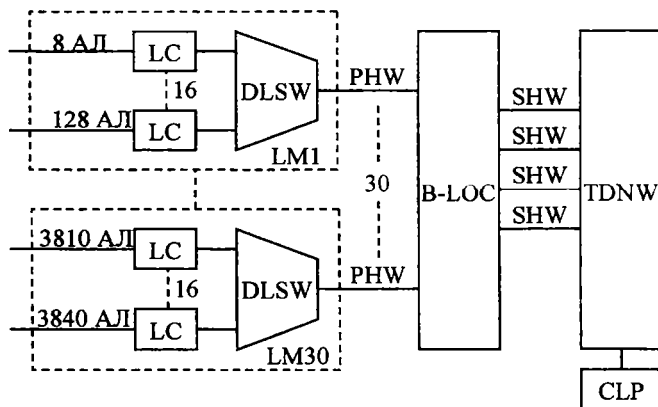 8 АЛ
LC
16
DLSW
128 АЛ
LC
LM1
PHW
30
PHW
B-LOC
SHW
SHW
SHW
SHW
TDNW
3810 АЛ
LC
16
DLSW
3840 АЛ
LC
LM30
CLP